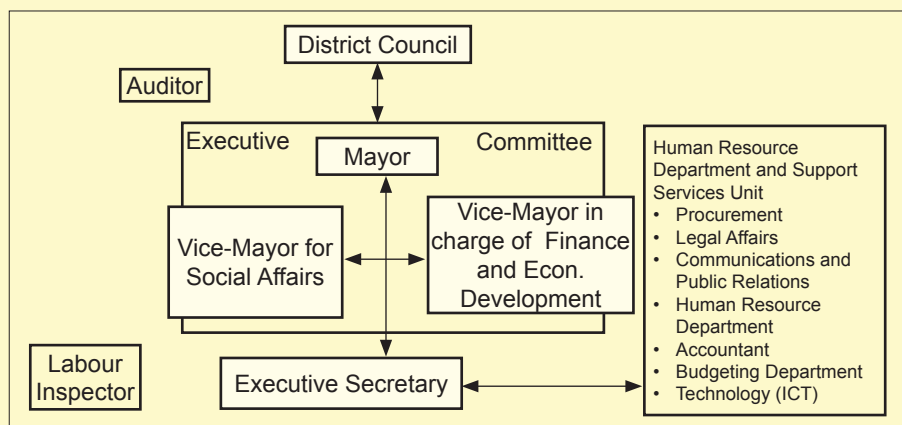 District Council
Auditor
Executive Committee
Mayor
Vice-Mayor for
Social Affairs
Vice-Mayor in
charge of Finance
and Econ.
Development
Labour
Inspector
Executive Secretary
Human Resource
Department and Support
Services Unit
• Procurement
• Legal Affairs
• Communications and
Public Relations
• Human Resource
Department
• Accountant
• Budgeting Department
• Technology (ICT)